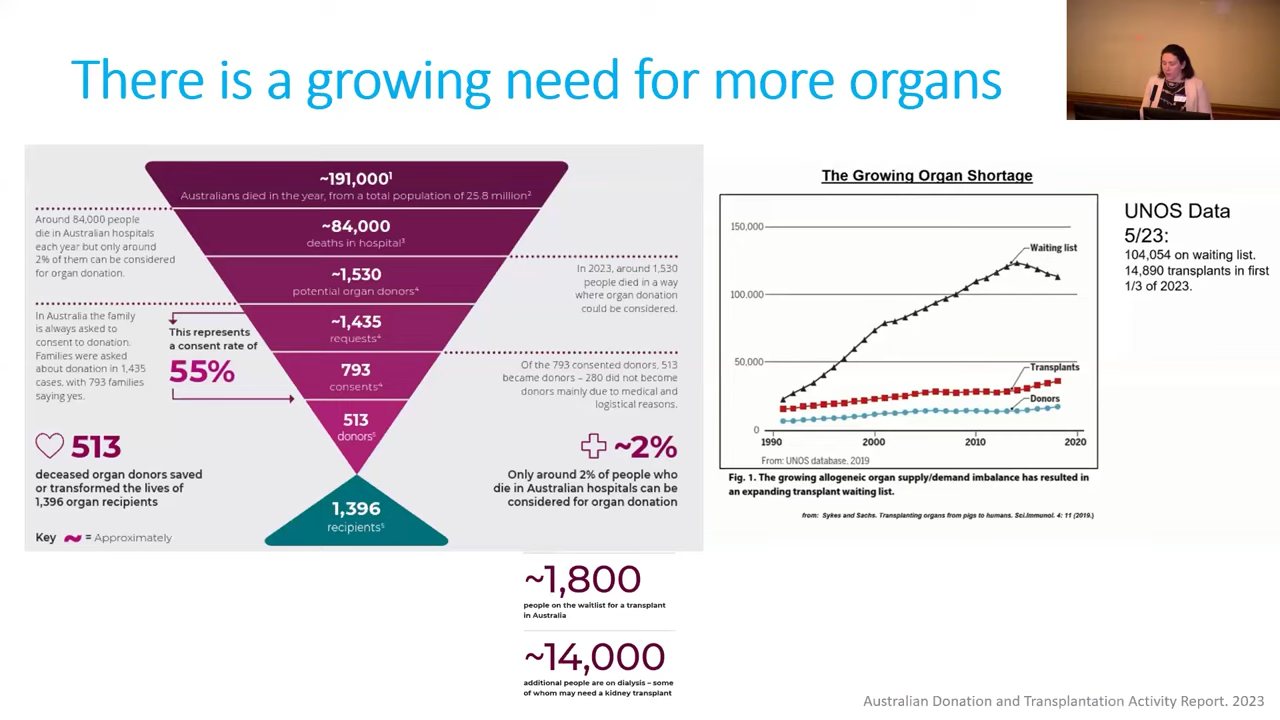 There is a growing need for more organs
~191,000¹
Australians died in the year, from a total population of 25.8 million²
Around 84,000 people
die in Australian hospitals
each year but only around
2% of them can be considered
for organ donation.
~84,000
deaths in hospital³
~1,530
potential organ donors⁴
In 2023, around 1,530
people died in a way
where organ donation
could be considered.
In Australia the family
is always asked to
consent to donation.
Families were asked
about donation in 1,435
cases, with 793 families
saying yes.
This represents
a consent rate of
55%
~1,435
requests⁴
793
consents⁴
Of the 793 consented donors, 513
became donors – 280 did not become
donors mainly due to medical and
logistical reasons.
513
donors⁵
513
deceased organ donors saved
or transformed the lives of
1,396 organ recipients
~2%
Only around 2% of people who
die in Australian hospitals can be
considered for organ donation
1,396
recipients⁵
Key ~ = Approximately
~1,800
people on the waitlist for a transplant
in Australia
~14,000
additional people are on dialysis – some
of whom may need a kidney transplant
The Growing Organ Shortage
150,000
100,000
50,000
0
Waiting list
Transplants
Donors
1990 2000 2010 2020
From: UNOS database, 2019
Fig. 1. The growing allogeneic organ supply/demand imbalance has resulted in
an expanding transplant waiting list.
from: Sykes and Sachs. Transplanting organs from pigs to humans. Sci.Immunol. 4: 11 (2019.)
UNOS Data
5/23:
104,054 on waiting list.
14,890 transplants in first
1/3 of 2023.
Australian Donation and Transplantation Activity Report. 2023